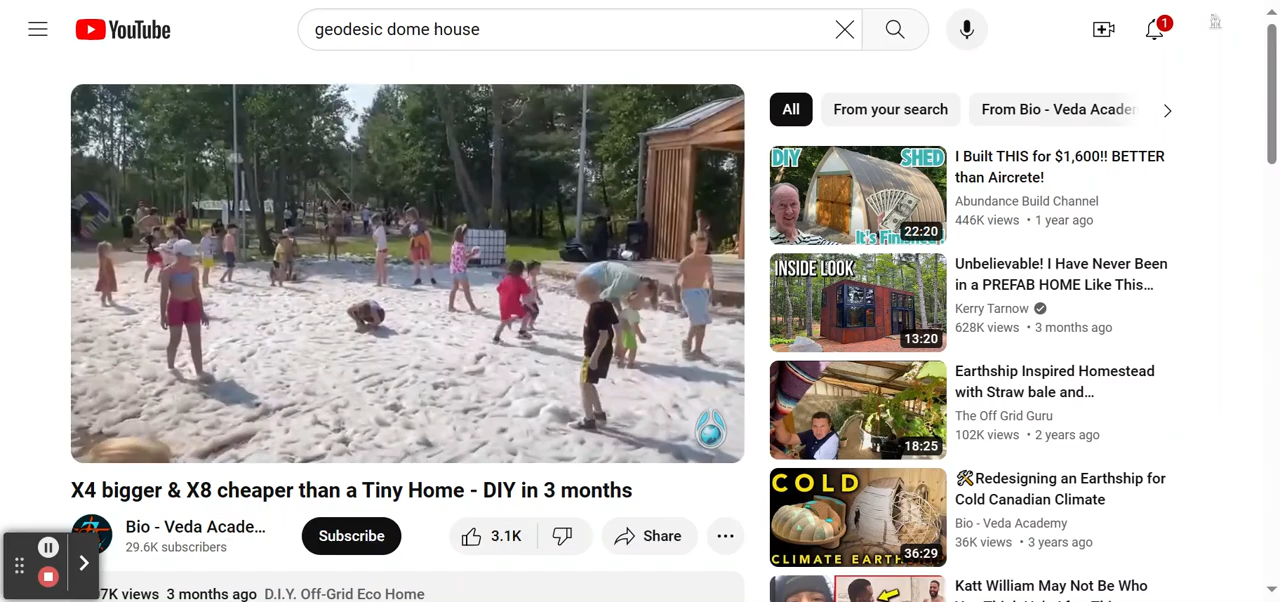 YouTube
geodesic dome house
1
All
From your search
From Bio - Veda Acade
DIY SHED
It's Finished!
22:20
I Built THIS for $1,600!! BETTER
than Aircrete!
Abundance Build Channel
446K views • 1 year ago
INSIDE LOOK
13:20
Unbelievable! I Have Never Been
in a PREFAB HOME Like This...
Kerry Tarnow
628K views • 3 months ago
18:25
Earthship Inspired Homestead
with Straw bale and...
The Off Grid Guru
102K views • 2 years ago
COLD
CLIMATE EARTH
36:29
🛠Redesigning an Earthship for
Cold Canadian Climate
Bio - Veda Academy
36K views • 3 years ago
Katt William May Not Be Who
X4 bigger & X8 cheaper than a Tiny Home - DIY in 3 months
Bio - Veda Acade...
29.6K subscribers
Subscribe
3.1K
Share
7K views 3 months ago D.I.Y. Off-Grid Eco Home